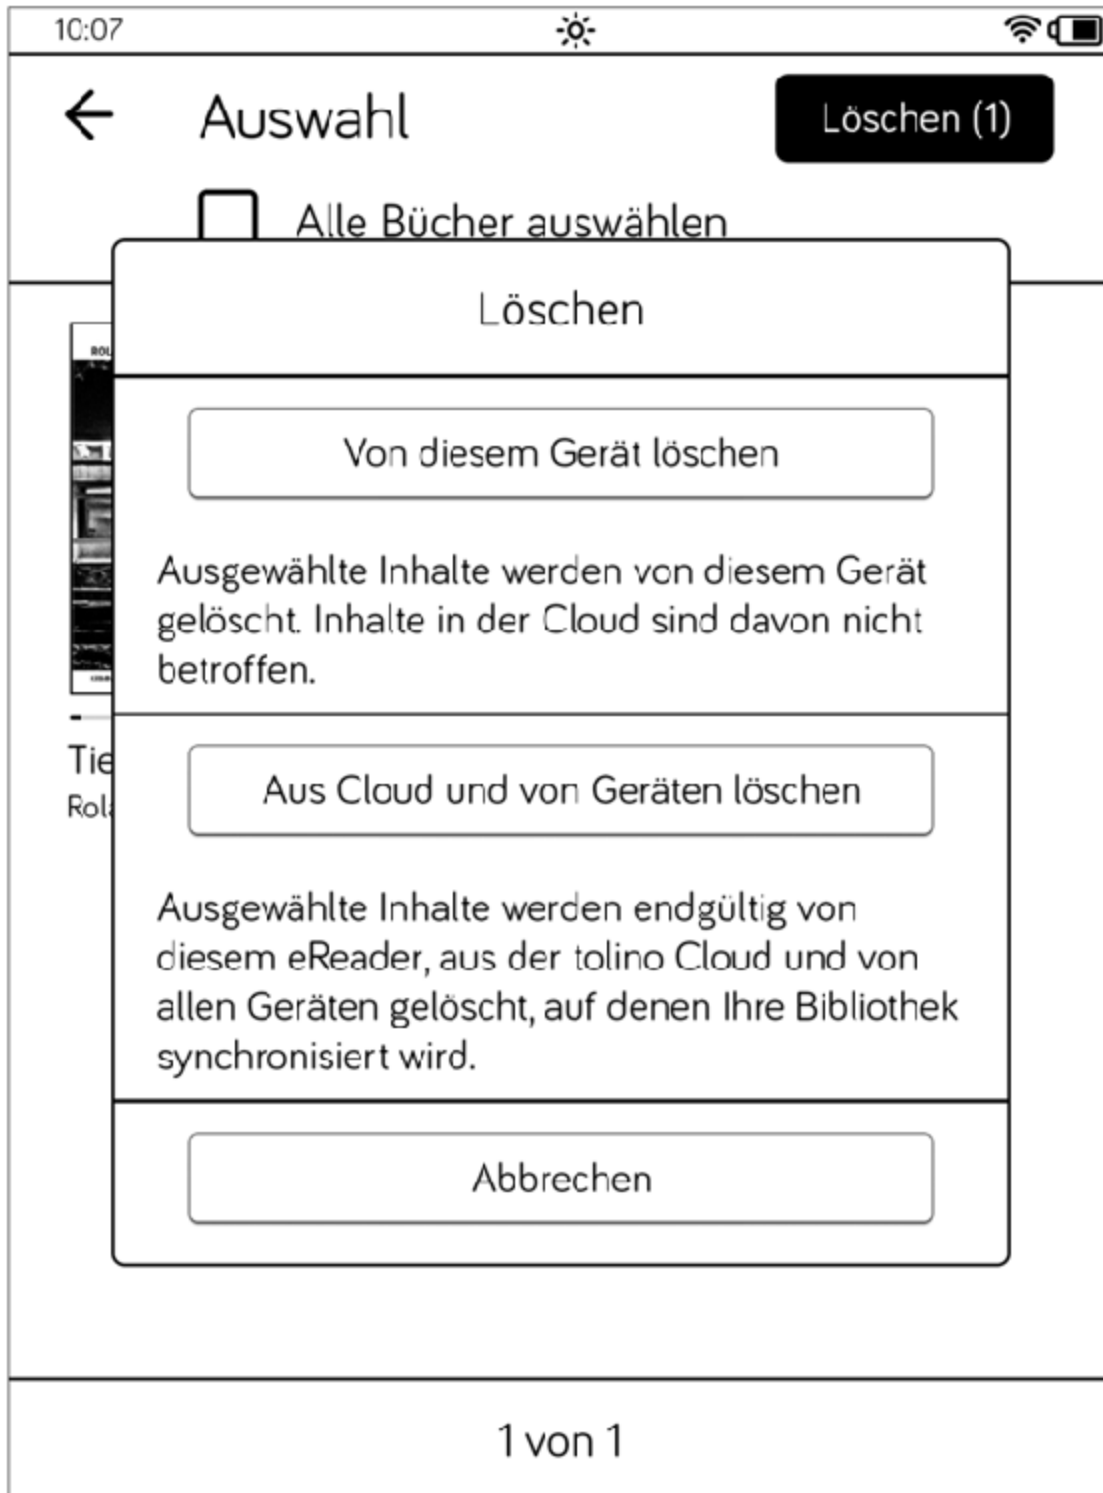 10:07
Auswahl
Löschen (1)
Alle Bücher auswählen
Löschen
Von diesem Gerät löschen
Ausgewählte Inhalte werden von diesem Gerät
gelöscht. Inhalte in der Cloud sind davon nicht
betroffen.
Aus Cloud und von Geräten löschen
Ausgewählte Inhalte werden endgültig von
diesem eReader, aus der tolino Cloud und von
allen Geräten gelöscht, auf denen Ihre Bibliothek
synchronisiert wird.
Abbrechen
ROL
Tie
Rola
1 von 1